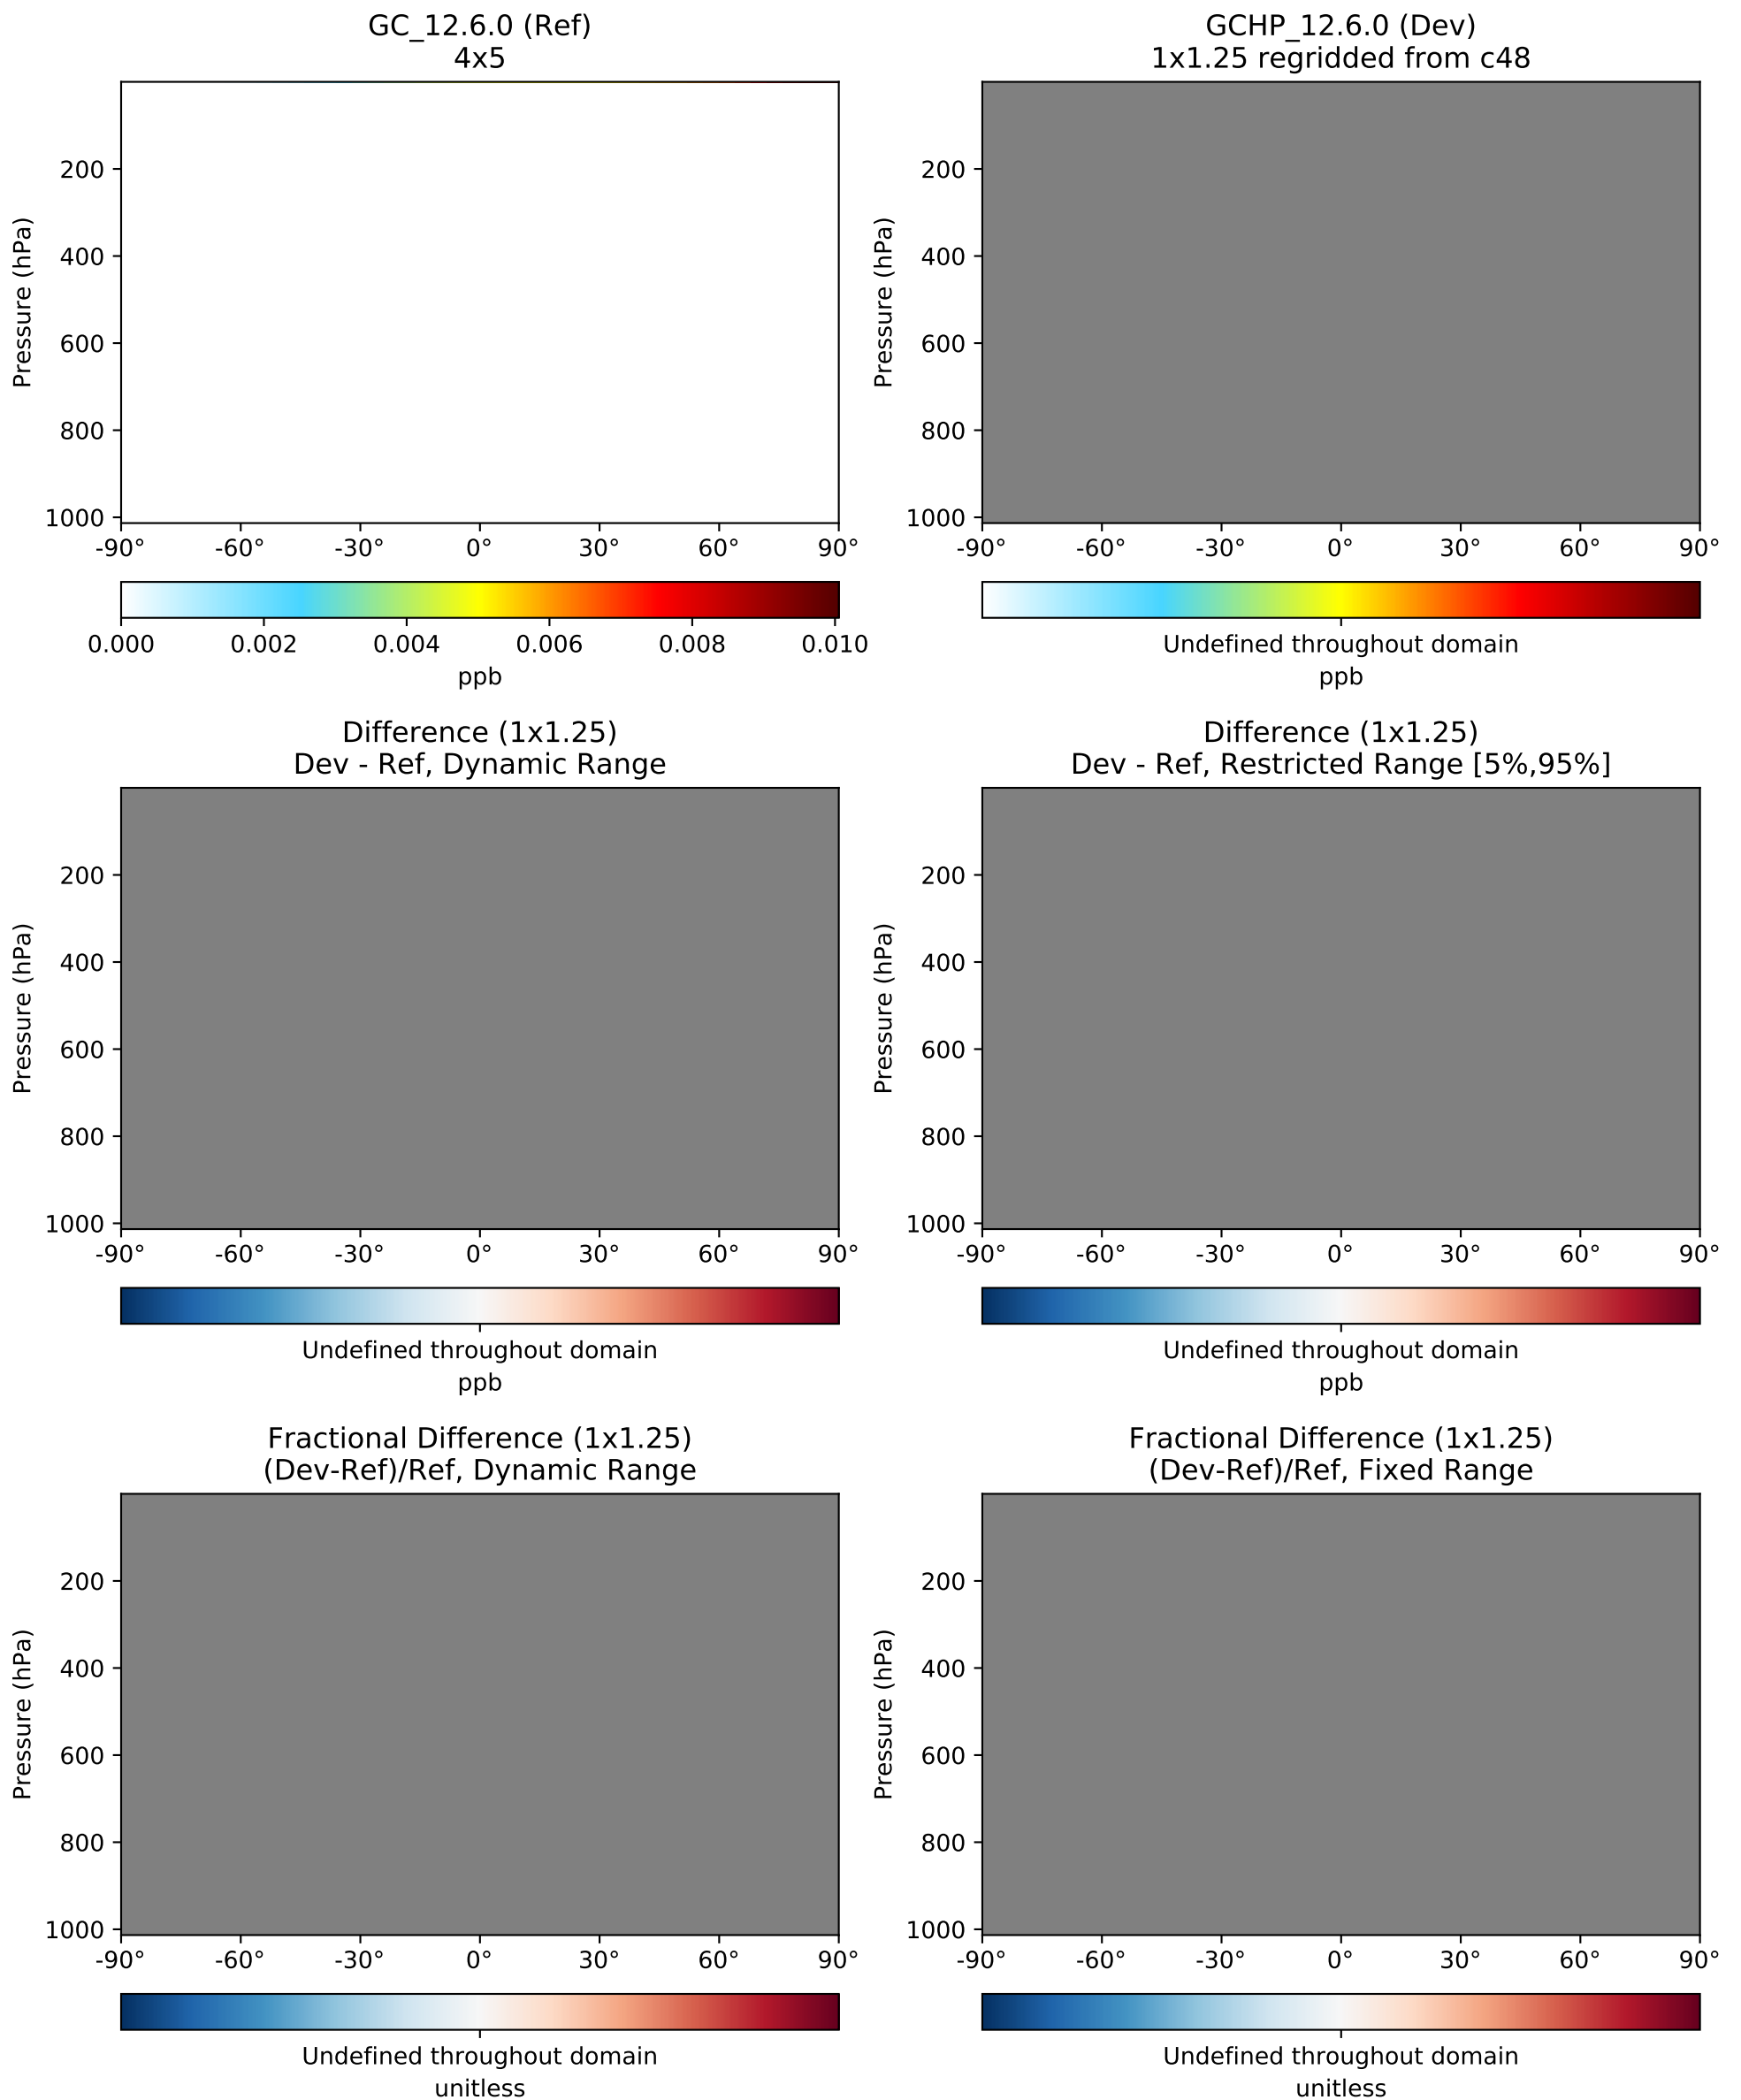 GC_12.6.0 (Ref)
4x5
Pressure (hPa)
200
400
600
800
1000
-90° -60° -30° 0° 30° 60° 90°
0.000 0.002 0.004 0.006 0.008 0.010
ppb
GCHP_12.6.0 (Dev)
1x1.25 regridded from c48
Pressure (hPa)
200
400
600
800
1000
-90° -60° -30° 0° 30° 60° 90°
Undefined throughout domain
ppb
Difference (1x1.25)
Dev - Ref, Dynamic Range
Pressure (hPa)
200
400
600
800
1000
-90° -60° -30° 0° 30° 60° 90°
Undefined throughout domain
ppb
Difference (1x1.25)
Dev - Ref, Restricted Range [5%,95%]
Pressure (hPa)
200
400
600
800
1000
-90° -60° -30° 0° 30° 60° 90°
Undefined throughout domain
ppb
Fractional Difference (1x1.25)
(Dev-Ref)/Ref, Dynamic Range
Pressure (hPa)
200
400
600
800
1000
-90° -60° -30° 0° 30° 60° 90°
Undefined throughout domain
unitless
Fractional Difference (1x1.25)
(Dev-Ref)/Ref, Fixed Range
Pressure (hPa)
200
400
600
800
1000
-90° -60° -30° 0° 30° 60° 90°
Undefined throughout domain
unitless